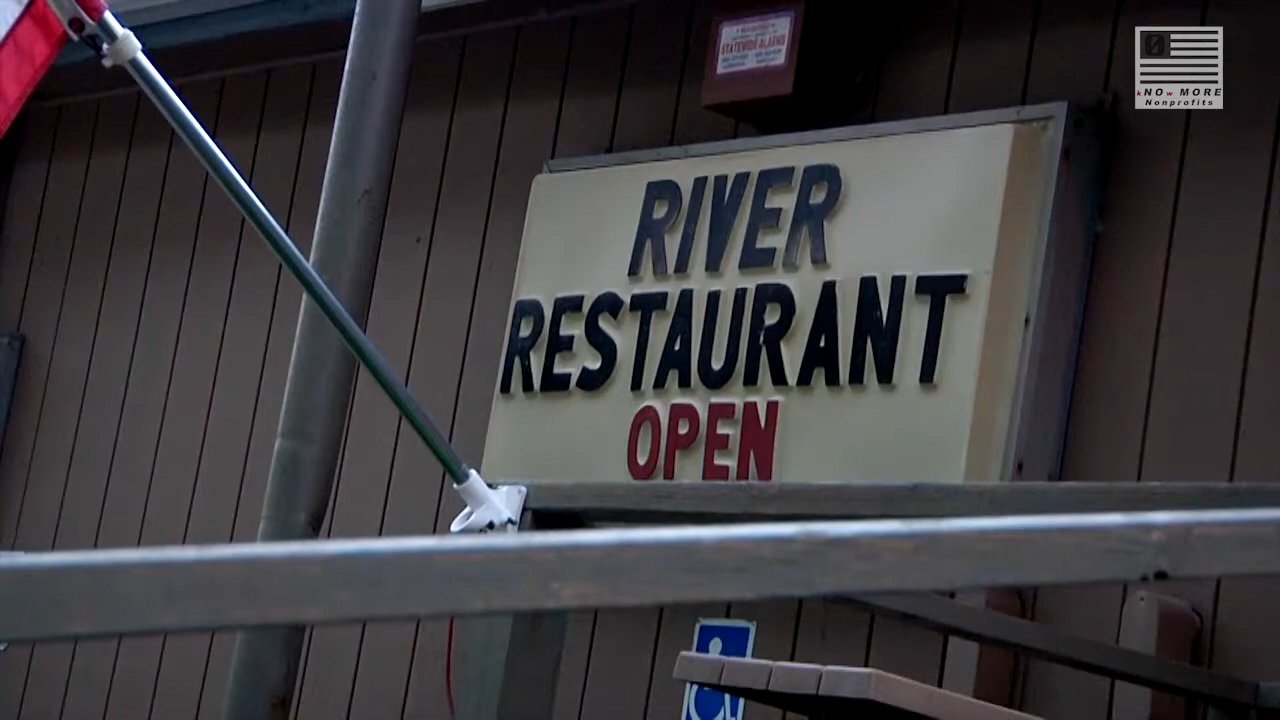 STATEWIDE ALARMS
kNOw MORE
Nonprofits
RIVER
RESTAURANT
OPEN